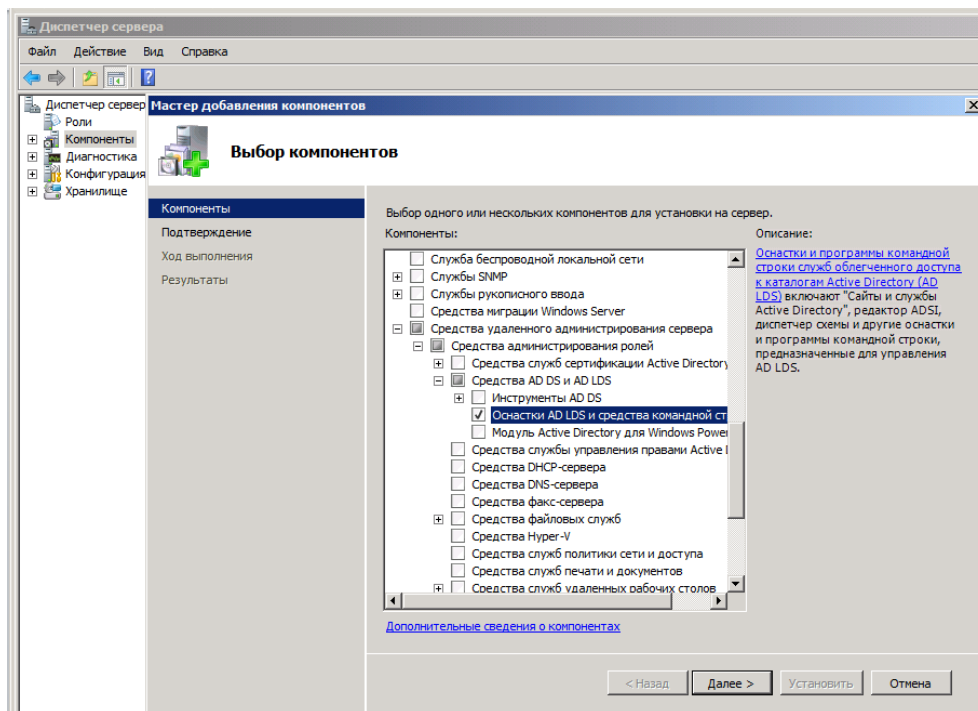 Диспетчер сервера
Файл Действие Вид Справка
Диспетчер сервер
Роли
Компоненты
Диагностика
Конфигурация
Хранилище
Мастер добавления компонентов
Выбор компонентов
Компоненты
Подтверждение
Ход выполнения
Результаты
Выбор одного или нескольких компонентов для установки на сервер.
Компоненты:
Служба беспроводной локальной сети
Службы SNMP
Службы рукописного ввода
Средства миграции Windows Server
Средства удаленного администрирования сервера
Средства администрирования ролей
Средства служб сертификации Active Directory
Средства AD DS и AD LDS
Инструменты AD DS
Оснастки AD LDS и средства командной ст
Модуль Active Directory для Windows Power
Средства службы управления правами Active
Средства DHCP-сервера
Средства DNS-сервера
Средства факс-сервера
Средства файловых служб
Средства Hyper-V
Средства служб политики сети и доступа
Средства служб печати и документов
Средства служб удаленных рабочих столов
Описание:
Оснастки и программы командной
строки служб облегченного доступа
к каталогам Active Directory (AD
LDS) включают "Сайты и службы
Active Directory", редактор ADSI,
диспетчер схемы и другие оснастки
и программы командной строки,
предназначенные для управления
AD LDS.
Дополнительные сведения о компонентах
< Назад Далее > Установить Отмена